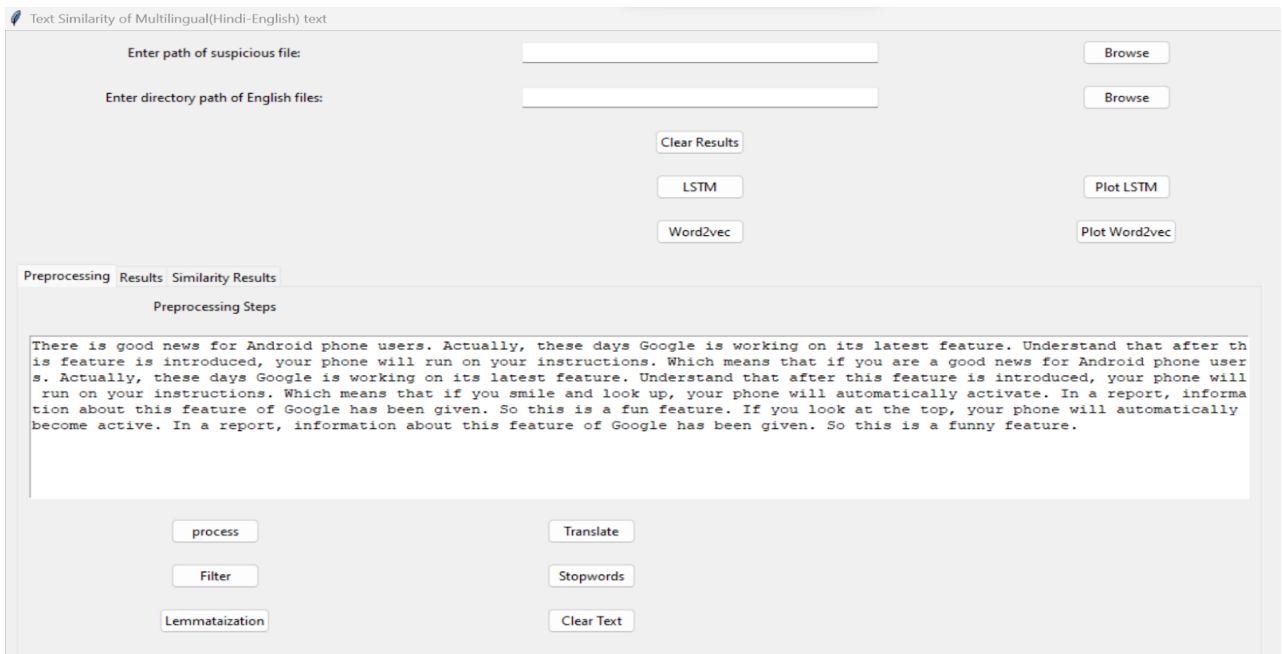 Text Similarity of Multilingual(Hindi-English) text
Enter path of suspicious file:
Browse
Enter directory path of English files:
Browse
Clear Results
LSTM
Plot LSTM
Word2vec
Plot Word2vec
Preprocessing Results Similarity Results
Preprocessing Steps
There is good news for Android phone users. Actually, these days Google is working on its latest feature. Understand that after th
is feature is introduced, your phone will run on your instructions. Which means that if you are a good news for Android phone user
s. Actually, these days Google is working on its latest feature. Understand that after this feature is introduced, your phone will
run on your instructions. Which means that if you smile and look up, your phone will automatically activate. In a report, informa
tion about this feature of Google has been given. So this is a fun feature. If you look at the top, your phone will automatically
become active. In a report, information about this feature of Google has been given. So this is a funny feature.
process
Translate
Filter
Stopwords
Lemmataization
Clear Text